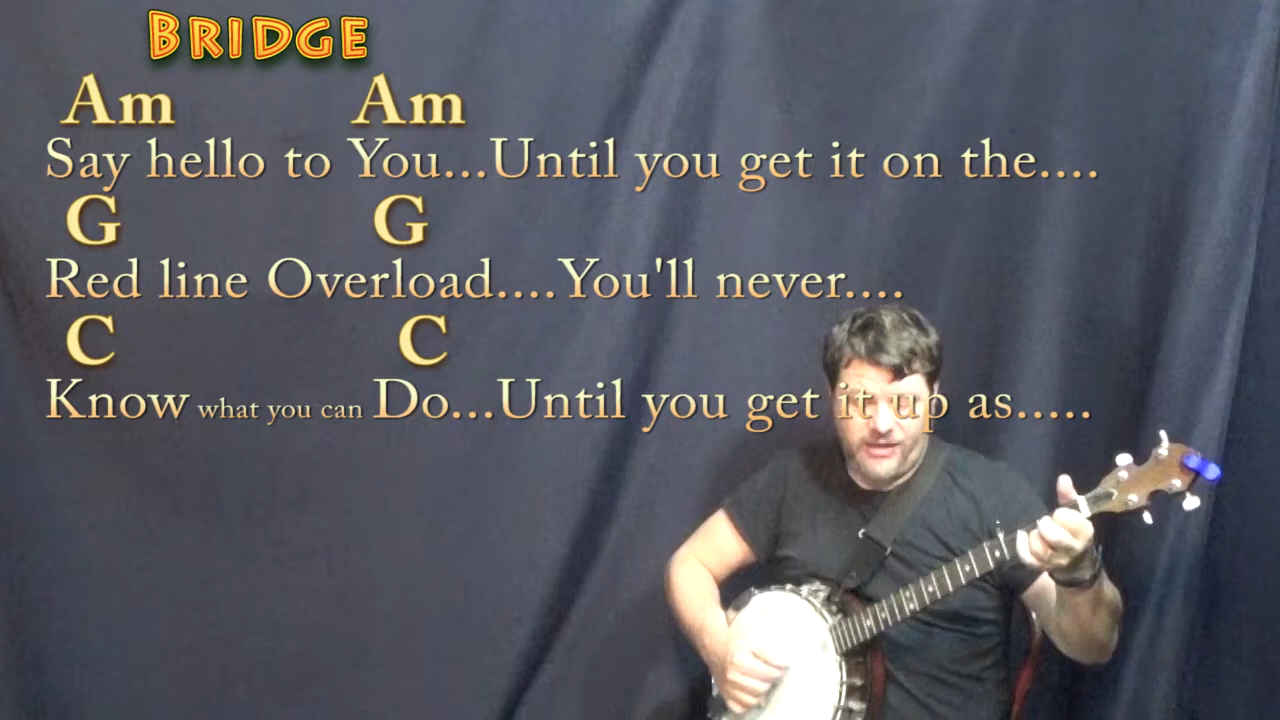 BRIDGE
Am Am
Say hello to You...Until you get it on the....
G G
Red line Overload....You'll never....
C C
Know what you can Do...Until you get it up as.....